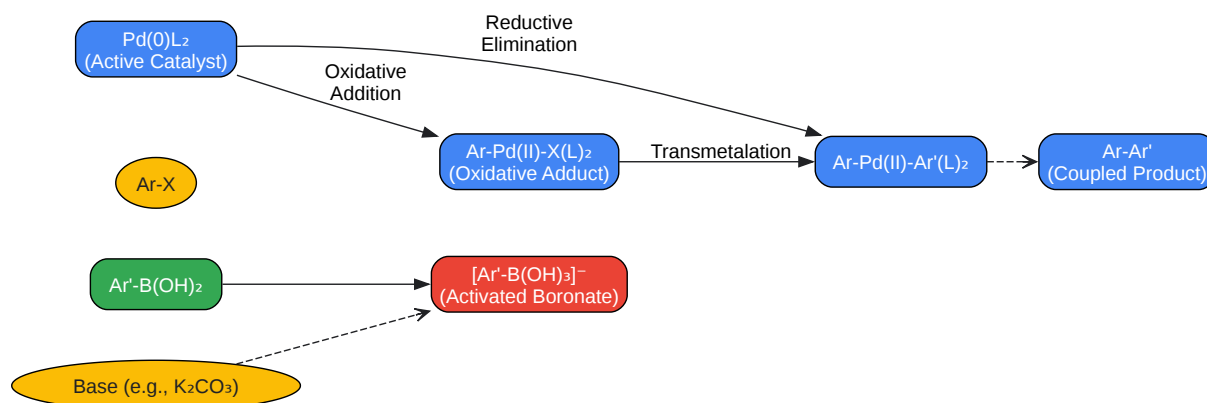 Pd(0)L₂
(Active Catalyst)
Reductive
Elimination
Oxidative
Addition
Ar-Pd(II)-X(L)₂
(Oxidative Adduct)
Transmetalation
Ar-Pd(II)-Ar'(L)₂
Ar-Ar'
(Coupled Product)
Ar-X
Ar'-B(OH)₂
[Ar'-B(OH)₃]⁻
(Activated Boronate)
Base (e.g., K₂CO₃)